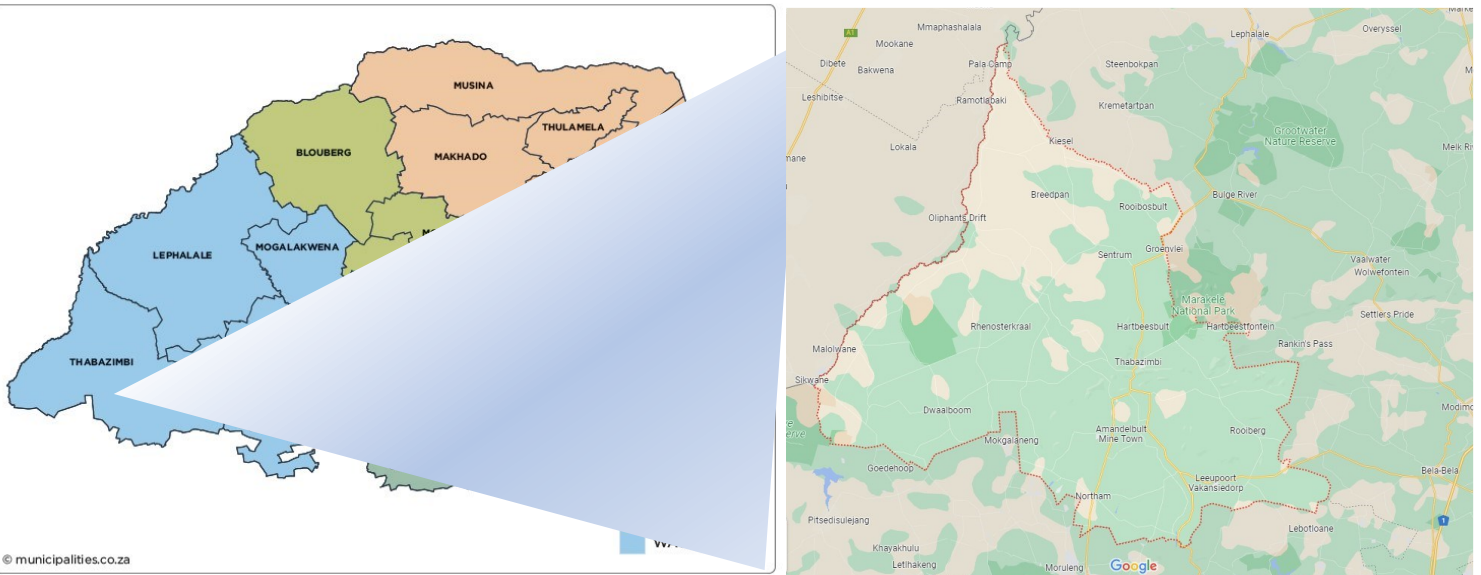 MUSINA
THULAMELA
BLOUBERG
MAKHADO
MOGALAKWENA
LEPHALALE
THABAZIMBI
© municipalities.co.za
Mmaphashalala
A1
Mookane
Dibete
Bakwena
Pala Camp
Leshibitse
Ramotlabaki
Lokala
Lephalale
Overyssel
Steenbokpan
Kremetartpan
Kiesel
Grootwater
Nature Reserve
Breedpan
Rooibosbult
Bulge River
Oliphants Drift
Groenvlei
Sentrum
Vaalwater
Wolwefontein
Marakele
National Park
Rhenosterkraal
Hartbeesbult
Hartbeestfontein
Settlers Pride
Rankin's Pass
Malolwane
Thabazimbi
Sikwane
Dwaalboom
Amandelbult
Mine Town
Rooiberg
Mokgalaneng
Goedehoop
Leeupoort
Vakansiedorp
Bela-Bela
Northam
Pitsedisulejang
1
Lebotloane
Khayakhulu
Letlhakeng
Moruleng
Google